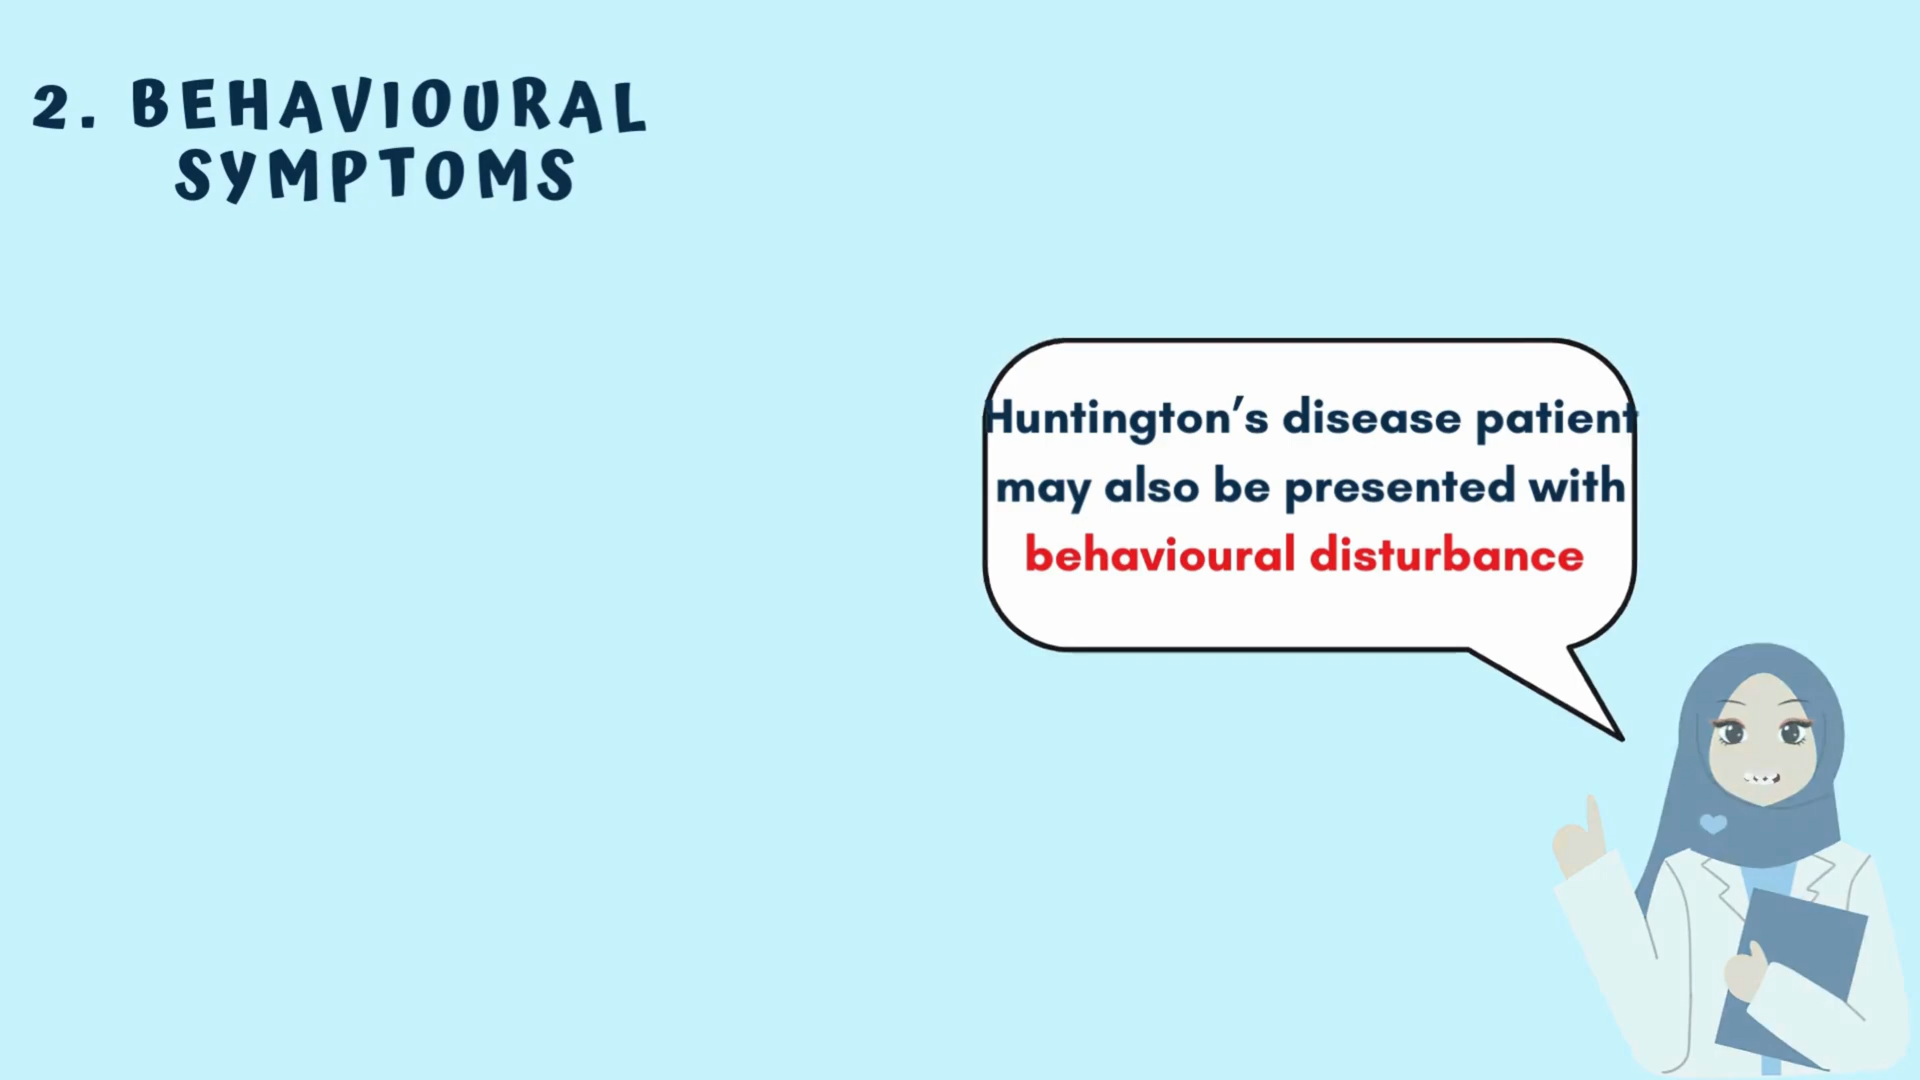 2. BEHAVIOURAL
SYMPTOMS
Huntington’s disease patient
may also be presented with
behavioural disturbance